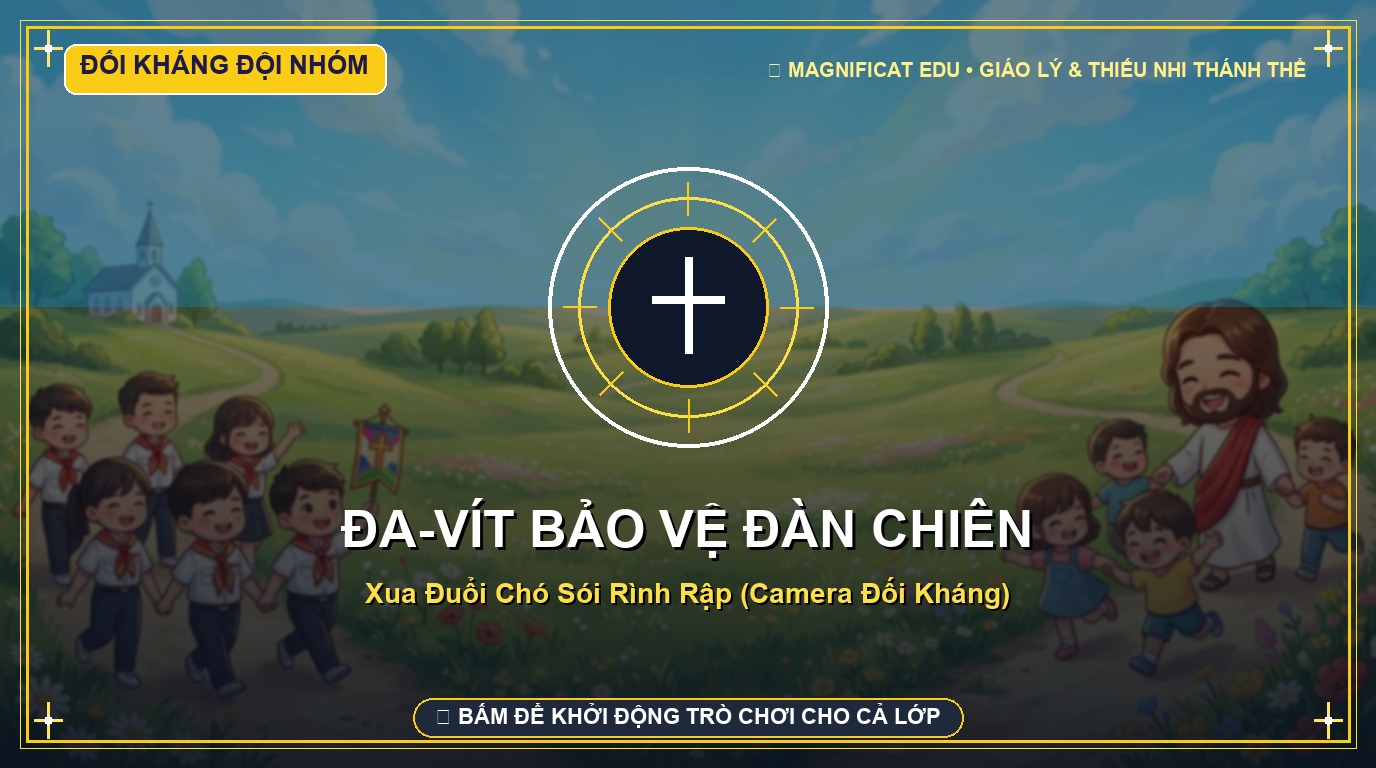 ĐỐI KHÁNG ĐỘI NHÓM
MAGNIFICAT EDU • GIÁO LÝ & THIẾU NHI THÁNH THỂ
ĐA-VÍT BẢO VỆ ĐÀN CHIÊN
Xua Đuổi Chó Sói Rình Rập (Camera Đối Kháng)
BẤM ĐỂ KHỞI ĐỘNG TRÒ CHƠI CHO CẢ LỚP